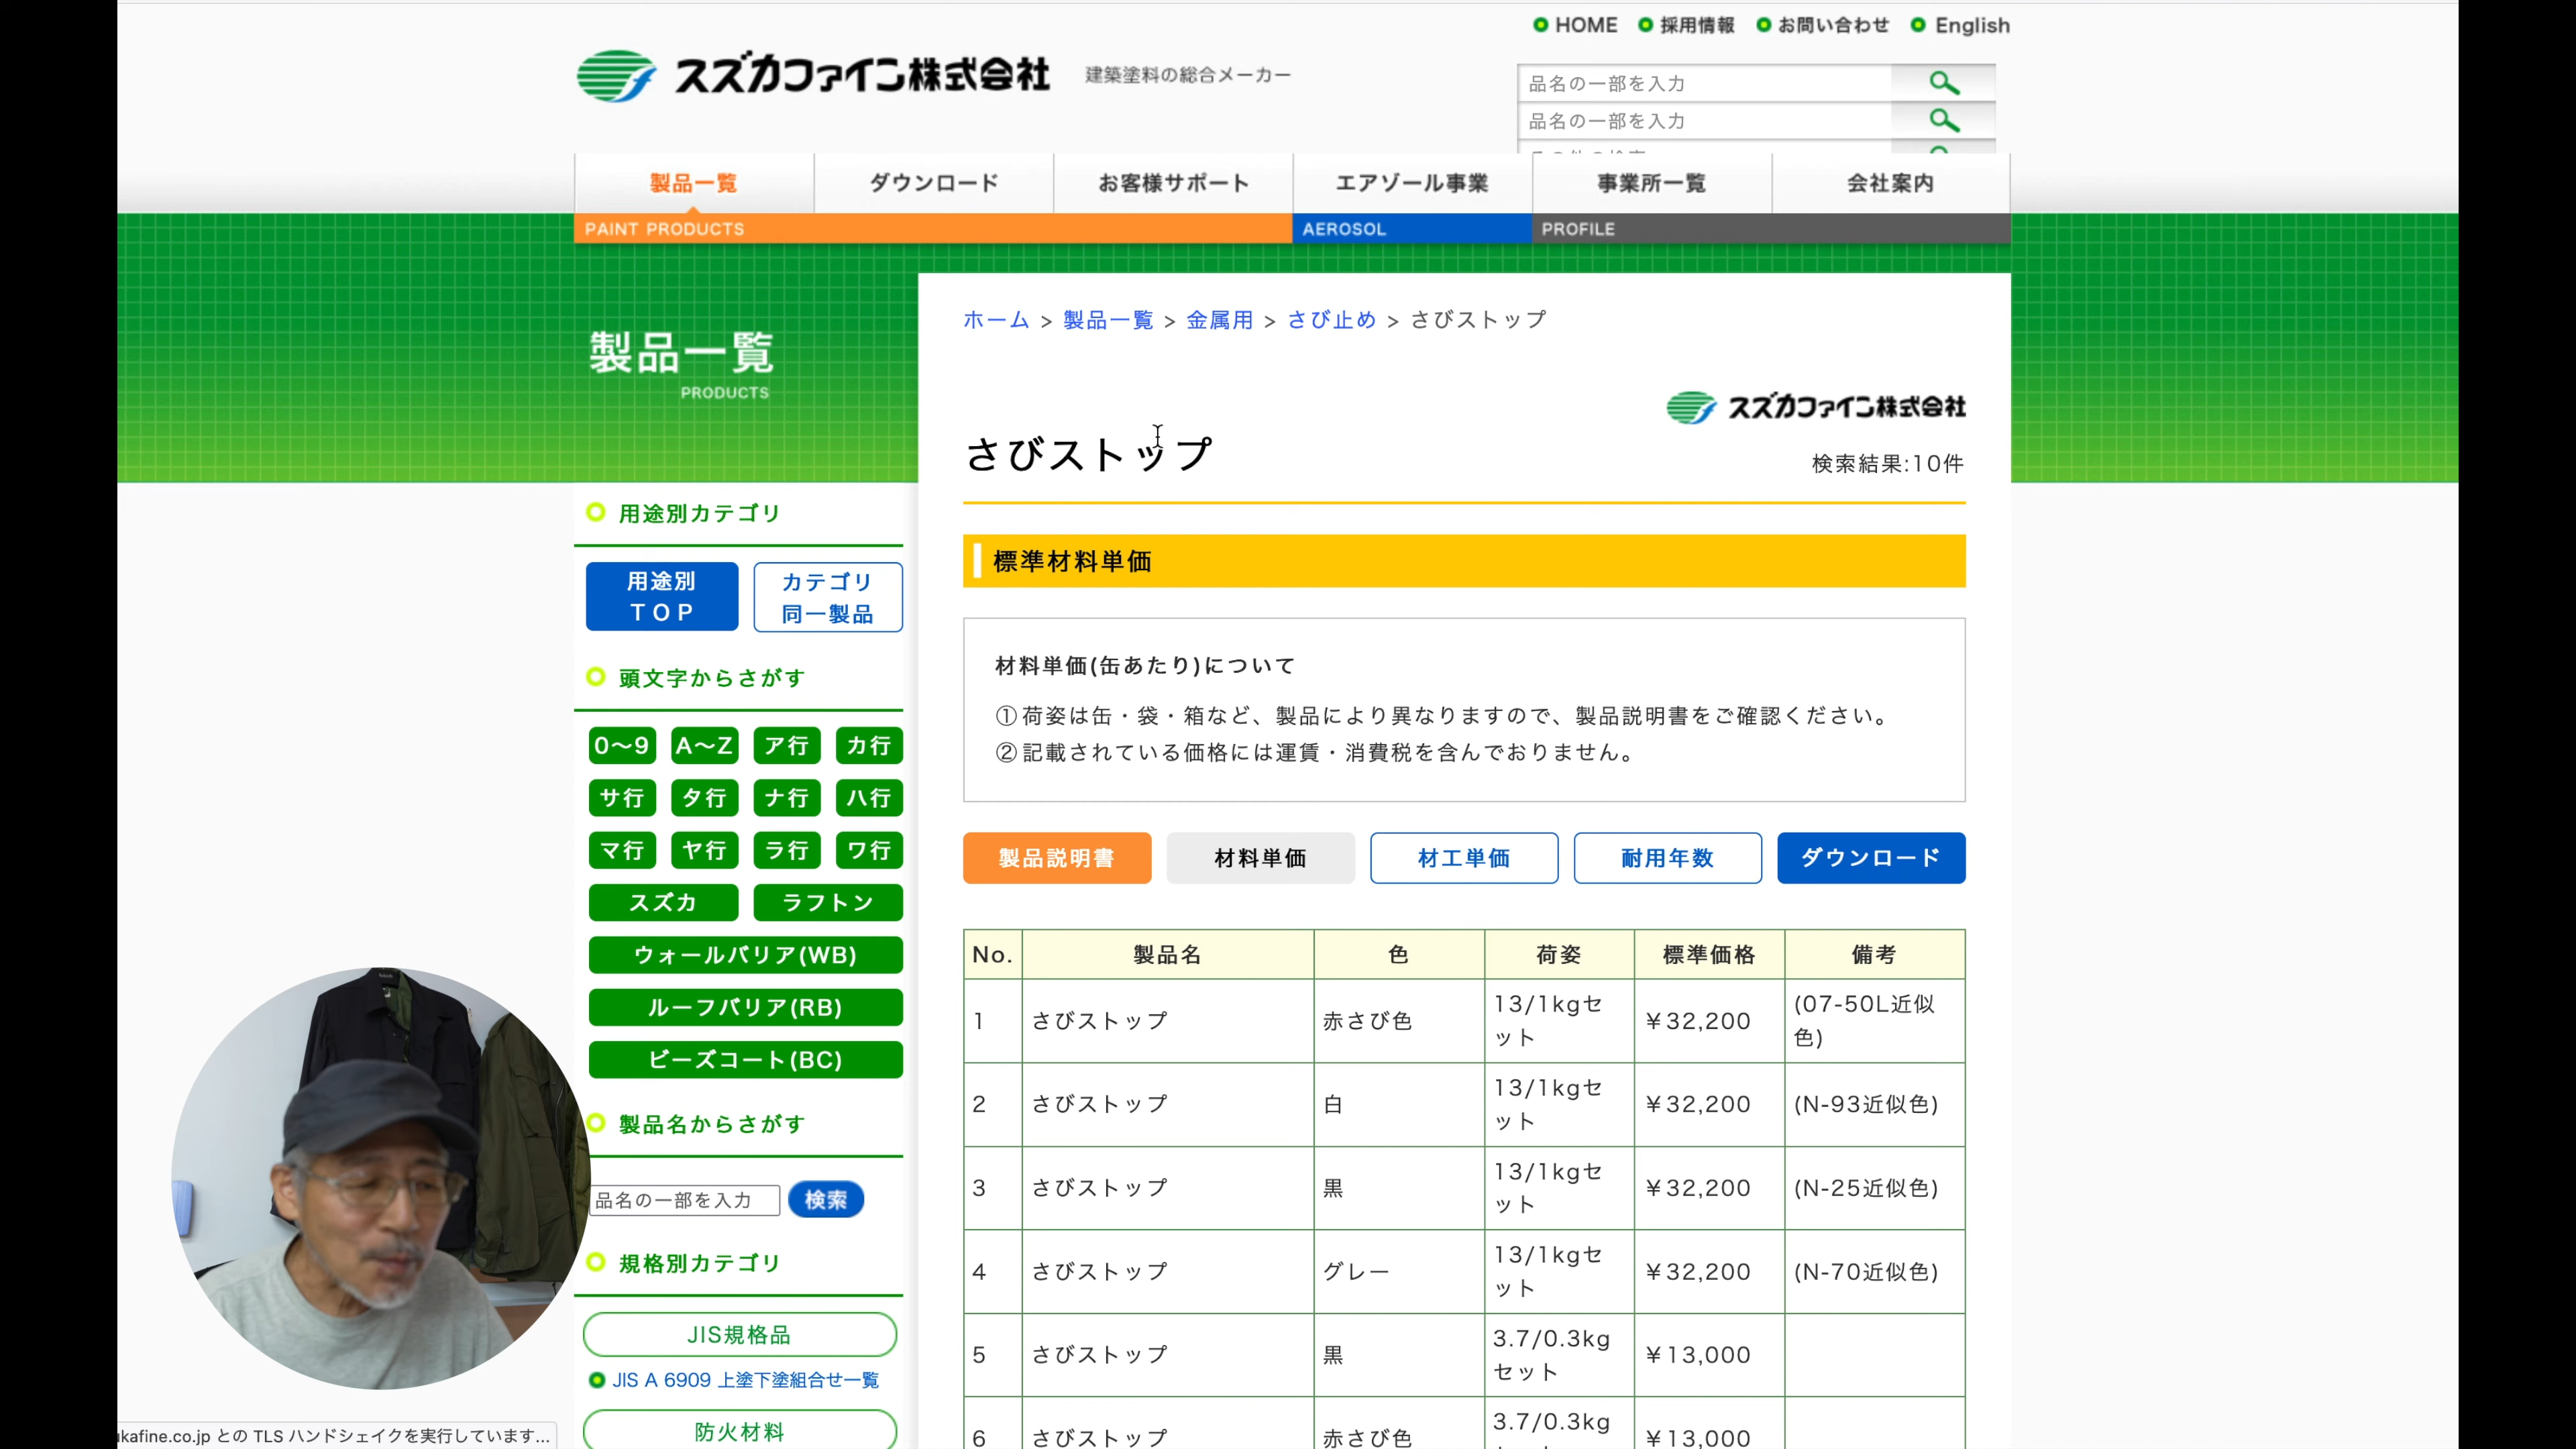 HOME 採用情報 お問い合わせ English
スズカファイン株式会社 建築塗料の総合メーカー
品名の一部を入力
品名の一部を入力
製品一覧 ダウンロード お客様サポート エアゾール事業 事業所一覧 会社案内
PAINT PRODUCTS AEROSOL PROFILE
製品一覧
PRODUCTS
用途別カテゴリ
用途別
TOP
カテゴリ
同一製品
頭文字からさがす
0〜9 A〜Z ア行 カ行
サ行 タ行 ナ行 ハ行
マ行 ヤ行 ラ行 ワ行
スズカ ラフトン
ウォールバリア(WB)
ルーフバリア(RB)
ビーズコート(BC)
製品名からさがす
品名の一部を入力 検索
規格別カテゴリ
JIS規格品
JIS A 6909 上塗下塗組合せ一覧
防火材料
ホーム > 製品一覧 > 金属用 > さび止め > さびストップ
スズカファイン株式会社
さびストップ
検索結果:10件
標準材料単価
材料単価(缶あたり)について
①荷姿は缶・袋・箱など、製品により異なりますので、製品説明書をご確認ください。
②記載されている価格には運賃・消費税を含んでおりません。
製品説明書 材料単価 材工単価 耐用年数 ダウンロード
No. 製品名 色 荷姿 標準価格 備考
1 さびストップ 赤さび色 13/1kgセット ¥32,200 (07-50L近似色)
2 さびストップ 白 13/1kgセット ¥32,200 (N-93近似色)
3 さびストップ 黒 13/1kgセット ¥32,200 (N-25近似色)
4 さびストップ グレー 13/1kgセット ¥32,200 (N-70近似色)
5 さびストップ 黒 3.7/0.3kgセット ¥13,000
6 さびストップ 赤さび色 3.7/0.3kg ¥13,000
kafine.co.jp との TLS ハンドシェイクを実行しています...